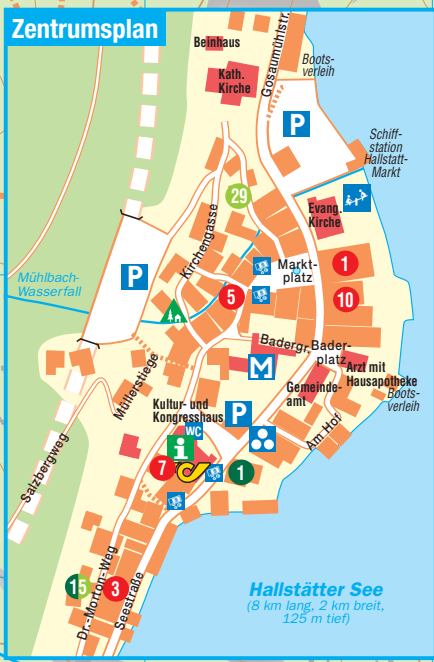 Zentrumsplan
Beinhaus
Kath.
Kirche
Gosaumühlstr.
Boots-
verleih
P
Schiff-
station
Hallstatt-
Markt
29
Evang.
Kirche
Kirchengasse
Markt-
platz
1
Mühlbach-
Wasserfall
P
5
10
Badergr.
Bader-
platz
M
Arzt mit
Hausapotheke
Gemeinde-
amt
Boots-
verleih
Müllerstiege
Kultur- und
Kongresshaus
P
WC
Am Hof
Salzbergweg
i
7
1
15
3
Dr.-Morton-Weg
Seestraße
Hallstätter See
(8 km lang, 2 km breit,
125 m tief)